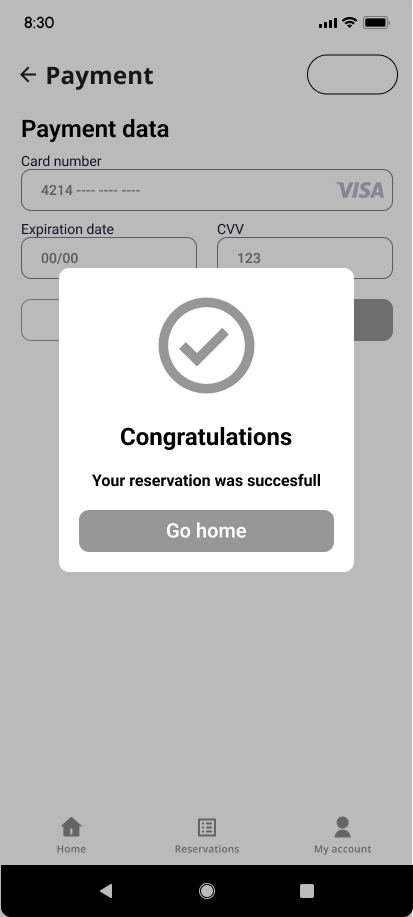 8:30
Payment
Payment data
Card number
4214 ---- ---- ----
VISA
Expiration date
CVV
00/00
123
Congratulations
Your reservation was succesfull
Go home
Home
Reservations
My account